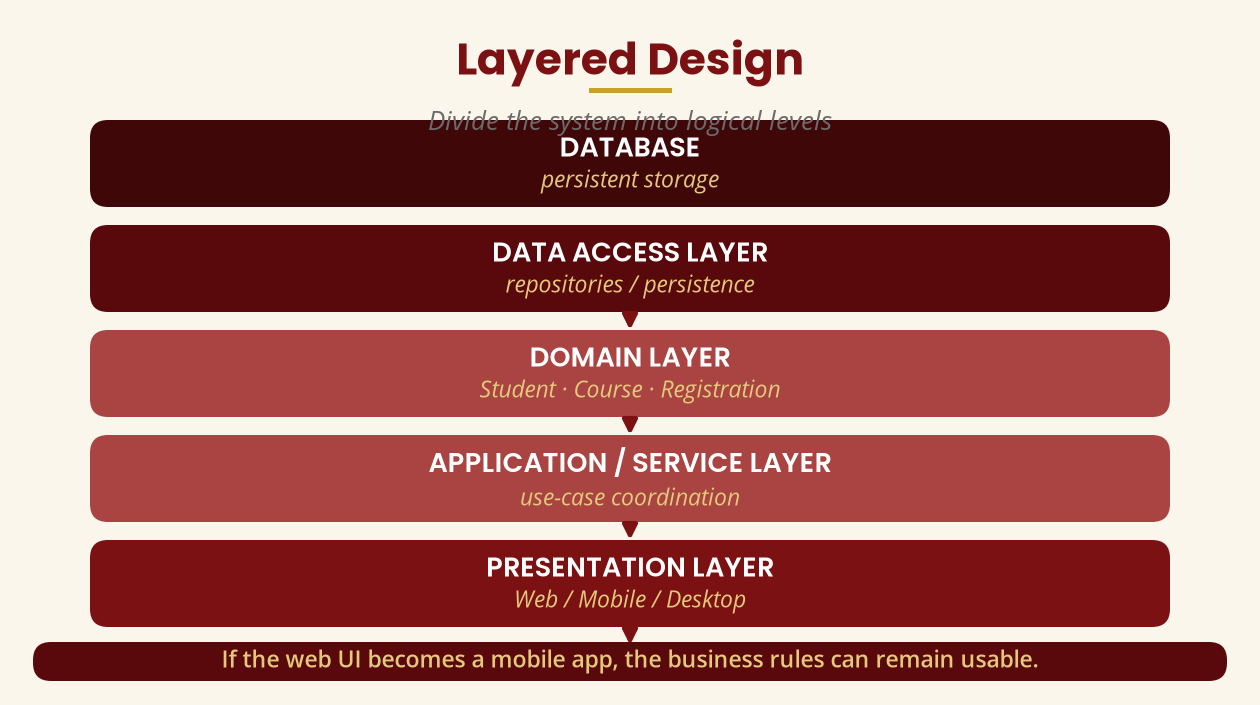 Layered Design
Divide the system into logical levels
DATABASE
persistent storage
DATA ACCESS LAYER
repositories / persistence
DOMAIN LAYER
Student · Course · Registration
APPLICATION / SERVICE LAYER
use-case coordination
PRESENTATION LAYER
Web / Mobile / Desktop
If the web UI becomes a mobile app, the business rules can remain usable.